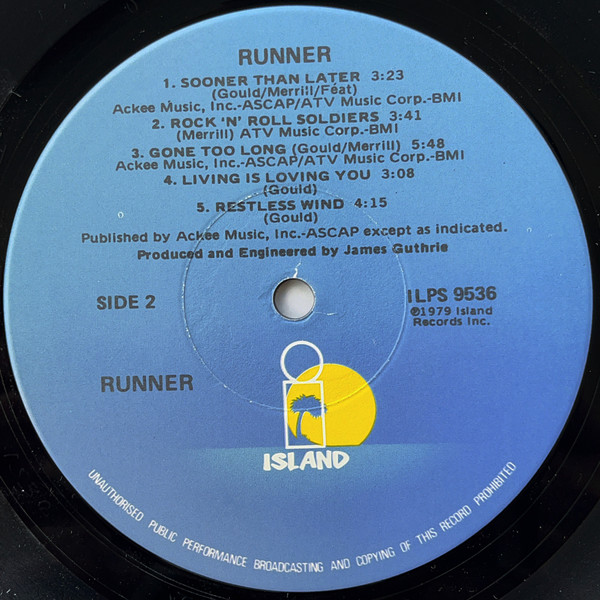 RUNNER
1. SOONER THAN LATER 3:23
(Gould/Merrill/Féat)
Ackee Music, Inc.-ASCAP/ATV Music Corp.-BMI
2. ROCK 'N' ROLL SOLDIERS 3:41
(Merrill) ATV Music Corp.-BMI
3. GONE TOO LONG (Gould/Merrill) 5:48
Ackee Music, Inc.-ASCAP/ATV Music Corp.-BMI
4. LIVING IS LOVING YOU 3:08
(Gould)
5. RESTLESS WIND 4:15
(Gould)
Published by Ackee Music, Inc.-ASCAP except as indicated.
Produced and Engineered by James Guthrie
SIDE 2
ILPS 9536
℗1979 Island
Records Inc.
RUNNER
ISLAND
UNAUTHORISED PUBLIC PERFORMANCE BROADCASTING AND COPYING OF THIS RECORD PROHIBITED